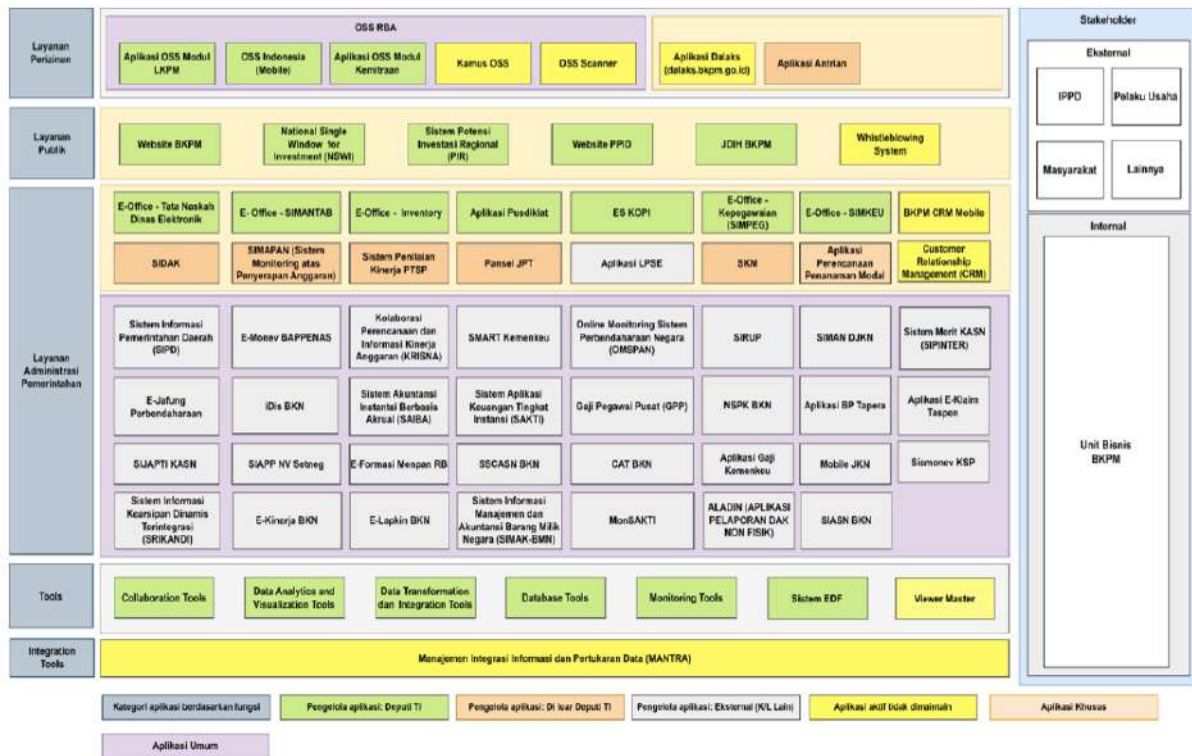 Layanan
Perizinan
OSS RBA
Aplikasi OSS Modul
LKPM
OSS Indonesia
(Mobile)
Aplikasi OSS Modul
Kemitraan
Kamus OSS
OSS Scanner
Aplikasi Dalaks
(dalaks.bkpm.go.id)
Aplikasi Antrian
Layanan
Publik
Website BKPM
National Single
Window for
Investment (NSWI)
Sistem Potensi
Investasi Regional
(PIR)
Website PPID
JDIH BKPM
Whistleblowing
System
Layanan
Administrasi
Pemerintahan
E-Office - Tata Naskah
Dinas Elektronik
E- Office - SIMANTAB
E-Office - Inventory
Aplikasi Pusdiklat
ES KOPI
E-Office -
Kepegawaian
(SIMPEG)
E-Office - SIMKEU
BKPM CRM Mobile
SIDAK
SIMAPAN (Sistem
Monitoring atas
Penyerapan Anggaran)
Sistem Penilaian
Kinerja PTSP
Pansel JPT
Aplikasi LPSE
SKM
Aplikasi
Perencanaan
Penanaman Modal
Customer
Relationship
Management (CRM)
Sistem Informasi
Pemerintahan Daerah
(SIPD)
E-Monev BAPPENAS
Kolaborasi
Perencanaan dan
Informasi Kinerja
Anggaran (KRISNA)
SMART Kemenkeu
Online Monitoring Sistem
Perbendaharaan Negara
(OMSPAN)
SIRUP
SIMAN DJKN
Sistem Merit KASN
(SIPINTER)
E-Jafung
Perbendaharaan
iDis BKN
Sistem Akuntansi
Instansi Berbasis
Akrual (SAIBA)
Sistem Aplikasi
Keuangan Tingkat
Instansi (SAKTI)
Gaji Pegawai Pusat (GPP)
NSPK BKN
Aplikasi BP Tapera
Aplikasi E-Klaim
Taspen
SIJAPTI KASN
SIAPP NV Setneg
E-Formasi Menpan RB
SSCASN BKN
CAT BKN
Aplikasi Gaji
Kemenkeu
Mobile JKN
Sismonev KSP
Sistem Informasi
Kearsipan Dinamis
Terintegrasi
(SRIKANDI)
E-Kinerja BKN
E-Lapkin BKN
Sistem Informasi
Manajemen dan
Akuntansi Barang Milik
Negara (SIMAK-BMN)
MonSAKTI
ALADIN (APLIKASI
PELAPORAN DAK
NON FISIK)
SIASN BKN
Tools
Collaboration Tools
Data Analytics and
Visualization Tools
Data Transformation
dan Integration Tools
Database Tools
Monitoring Tools
Sistem EDF
Viewer Master
Integration
Tools
Manajemen Integrasi Informasi dan Pertukaran Data (MANTRA)
Stakeholder
Eksternal
IPPD
Pelaku Usaha
Masyarakat
Lainnya
Internal
Unit Bisnis
BKPM
Kategori aplikasi berdasarkan fungsi
Pengelola aplikasi: Deputi TI
Pengelola aplikasi: Di luar Deputi TI
Pengelola aplikasi: Eksternal (K/L Lain)
Aplikasi aktif tidak dimaintain
Aplikasi Khusus
Aplikasi Umum